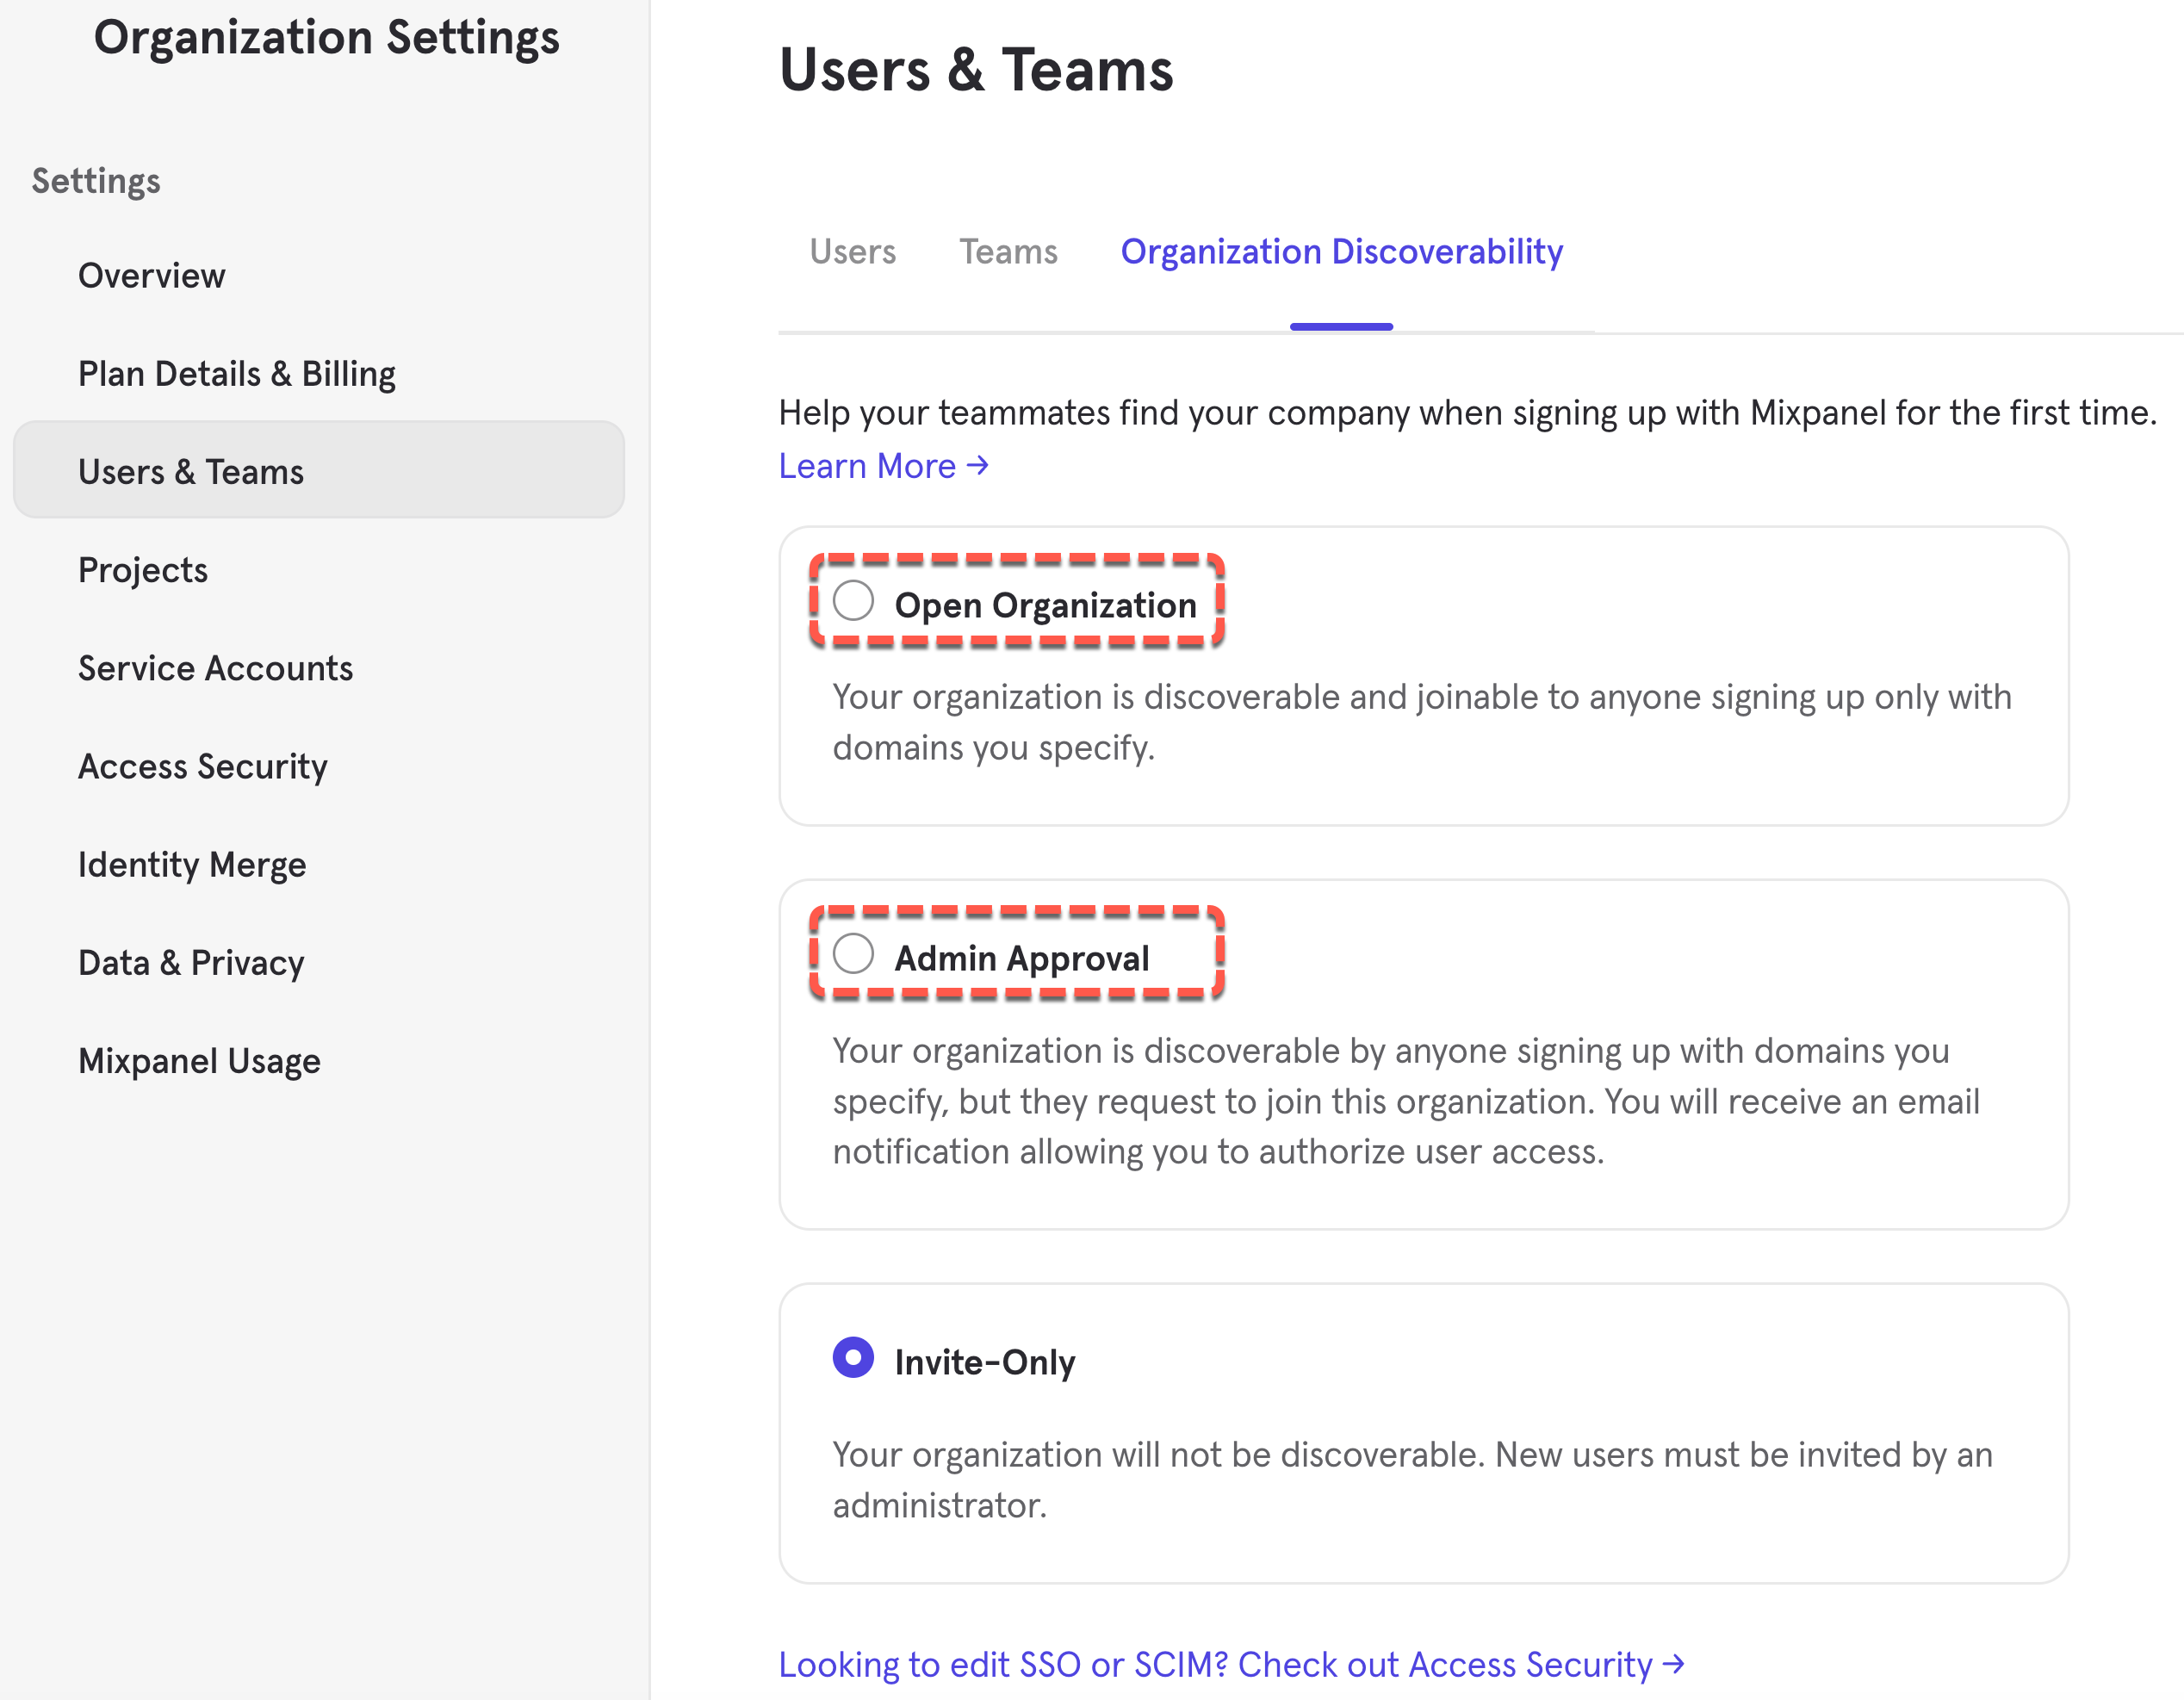 Organization Settings
Settings
Overview
Plan Details & Billing
Users & Teams
Projects
Service Accounts
Access Security
Identity Merge
Data & Privacy
Mixpanel Usage
Users & Teams
Users
Teams
Organization Discoverability
Help your teammates find your company when signing up with Mixpanel for the first time.
Learn More →
Open Organization
Your organization is discoverable and joinable to anyone signing up only with
domains you specify.
Admin Approval
Your organization is discoverable by anyone signing up with domains you
specify, but they request to join this organization. You will receive an email
notification allowing you to authorize user access.
Invite-Only
Your organization will not be discoverable. New users must be invited by an
administrator.
Looking to edit SSO or SCIM? Check out Access Security →